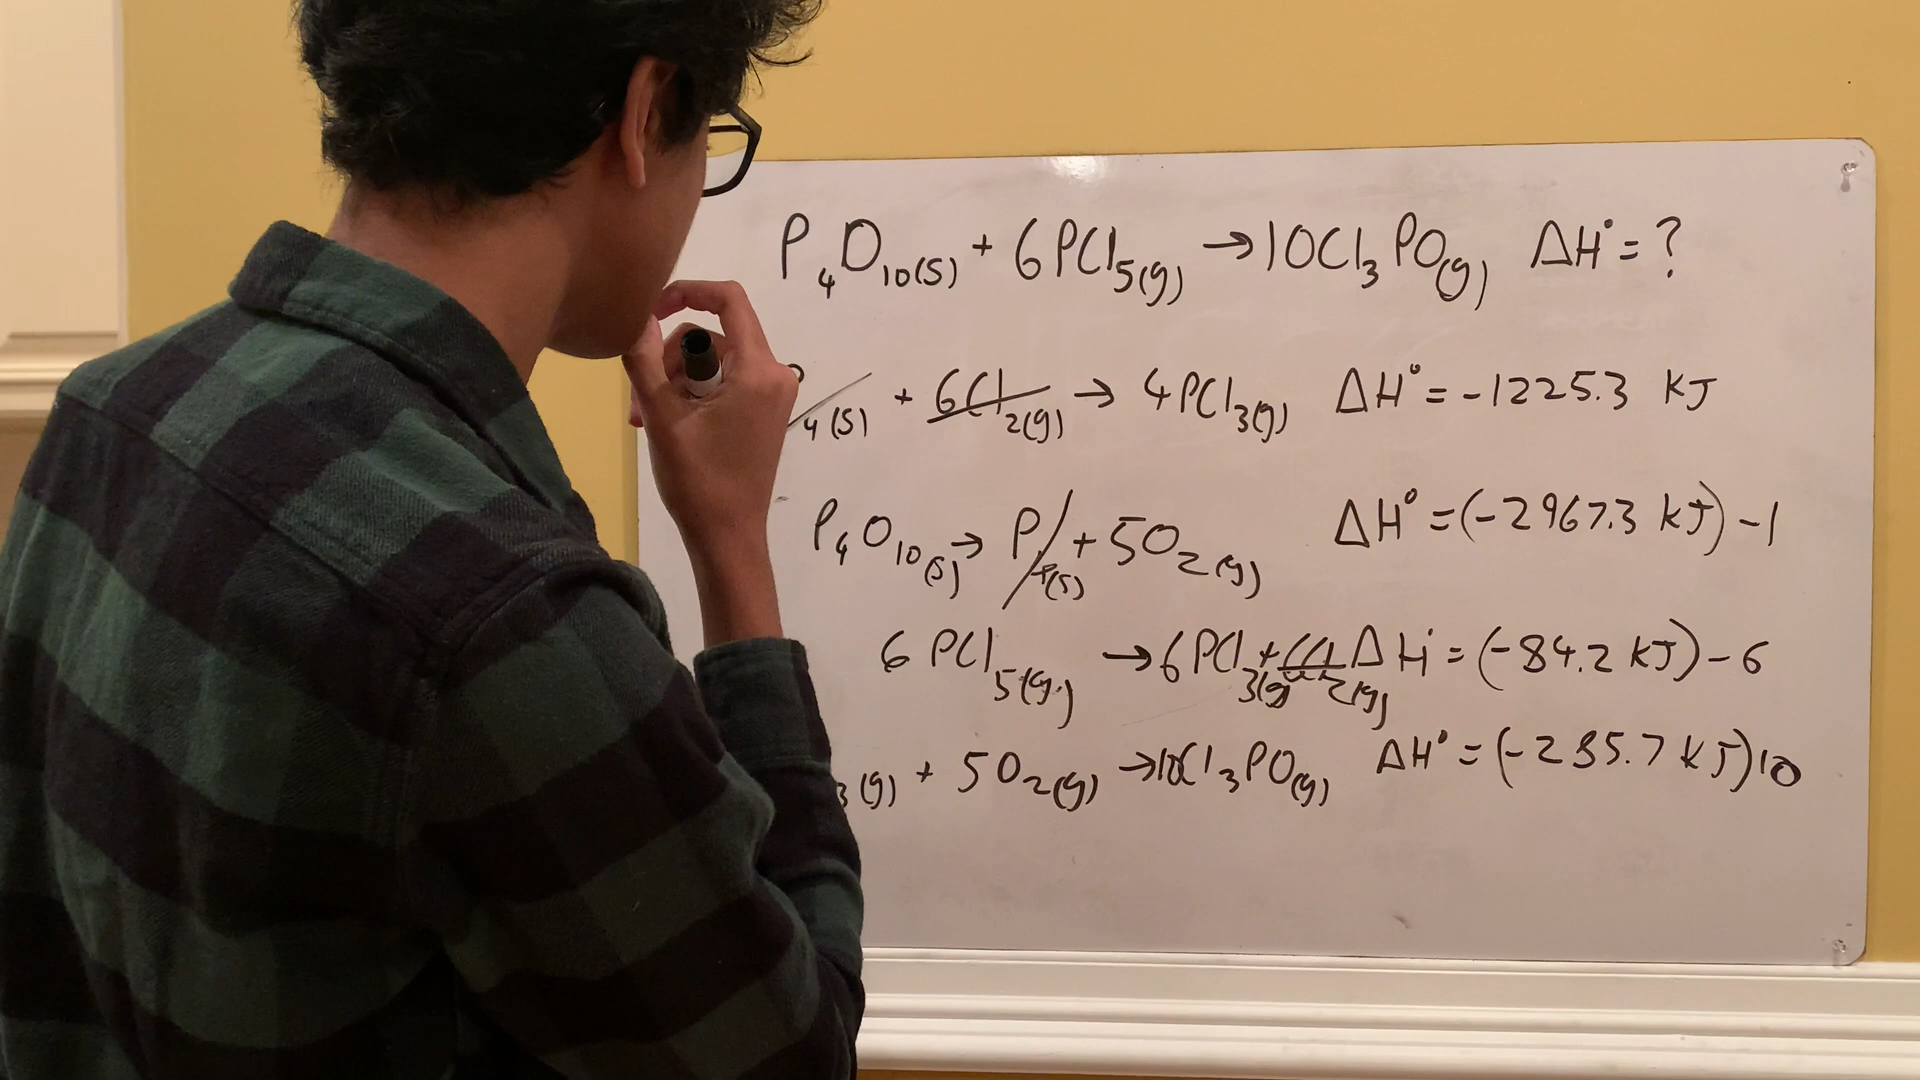 P₄O₁₀(s) + 6PCl₅(g) → 10Cl₃PO(g) ΔH° = ?
₄(s) + 6Cl₂(g) → 4PCl₃(g) ΔH° = -1225.3 KJ
P₄O₁₀(s) → P₄(s) + 5O₂(g) ΔH° = (-2967.3 KJ) -1
6 PCl₅(g) → 6PCl₃(g) + 6Cl₂(g) ΔH° = (-84.2 KJ) -6
₃(g) + 5O₂(g) → 10Cl₃PO(g) ΔH° = (-285.7 KJ)10